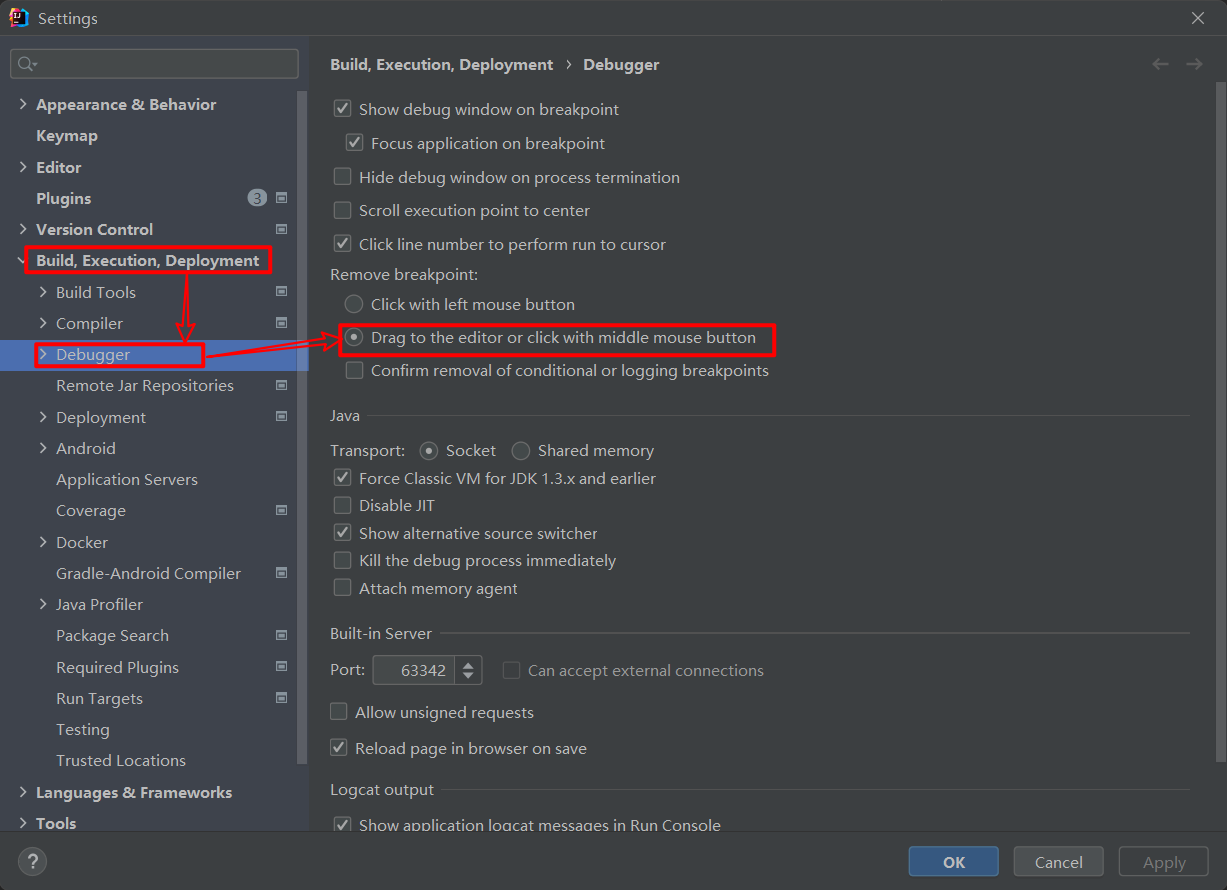 Settings
Appearance & Behavior
Keymap
Editor
Plugins 3
Version Control
Build, Execution, Deployment
Build Tools
Compiler
Debugger
Remote Jar Repositories
Deployment
Android
Application Servers
Coverage
Docker
Gradle-Android Compiler
Java Profiler
Package Search
Required Plugins
Run Targets
Testing
Trusted Locations
Languages & Frameworks
Tools
?
Build, Execution, Deployment › Debugger
Show debug window on breakpoint
Focus application on breakpoint
Hide debug window on process termination
Scroll execution point to center
Click line number to perform run to cursor
Remove breakpoint:
Click with left mouse button
Drag to the editor or click with middle mouse button
Confirm removal of conditional or logging breakpoints
Java
Transport: Socket Shared memory
Force Classic VM for JDK 1.3.x and earlier
Disable JIT
Show alternative source switcher
Kill the debug process immediately
Attach memory agent
Built-in Server
Port: 63342 Can accept external connections
Allow unsigned requests
Reload page in browser on save
Logcat output
Show application logcat messages in Run Console
OK Cancel Apply